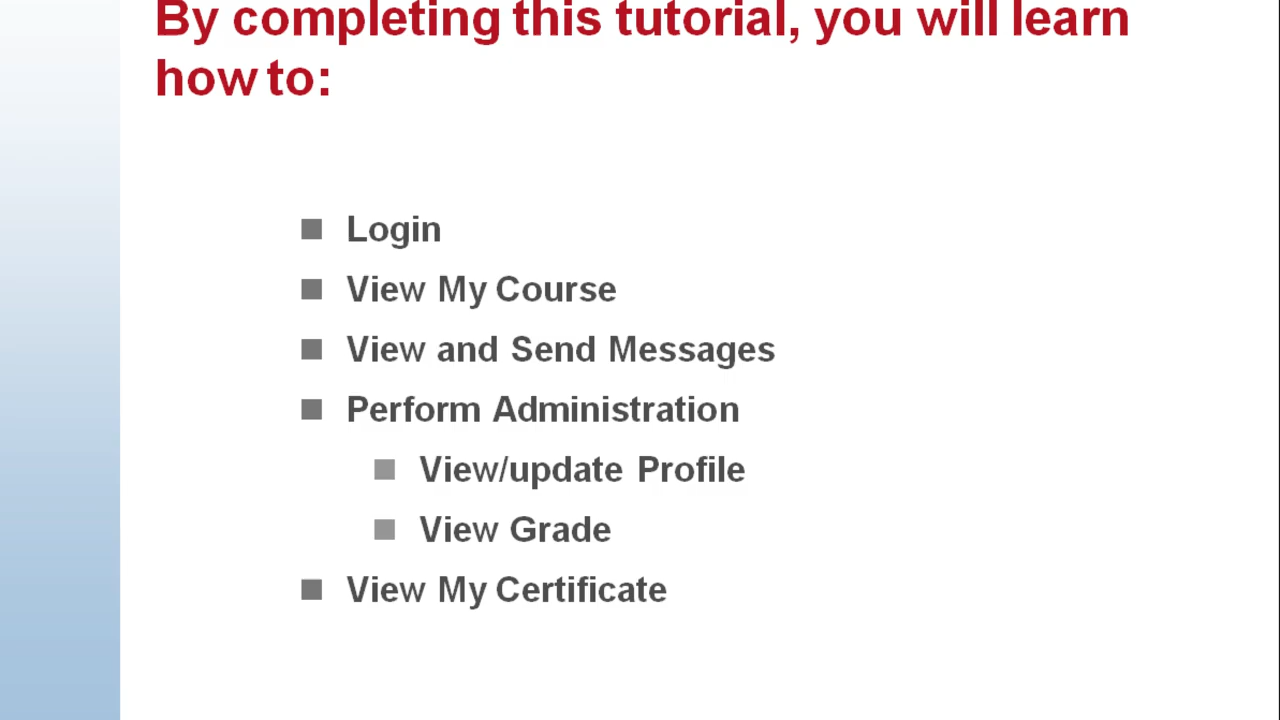 By completing this tutorial, you will learn
how to:
Login
View My Course
View and Send Messages
Perform Administration
View/update Profile
View Grade
View My Certificate